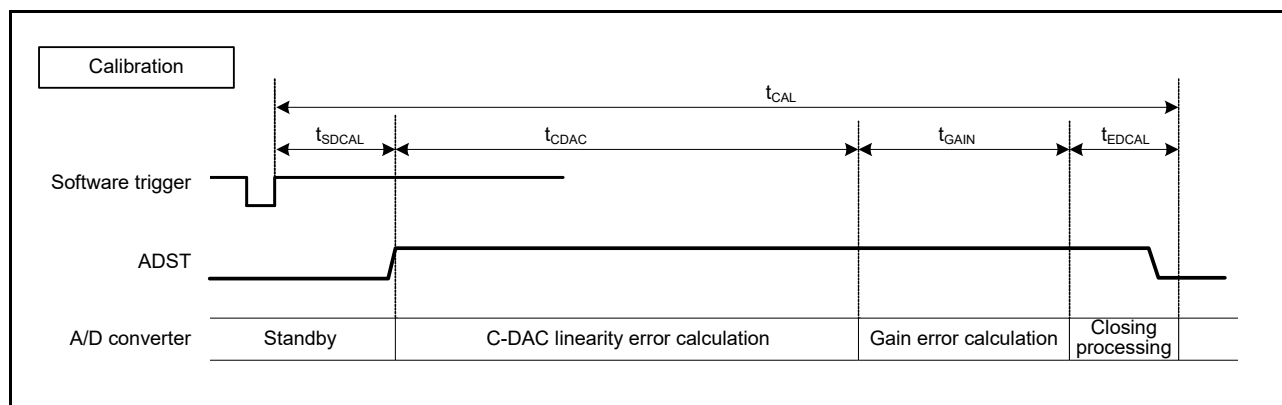 Calibration
tCAL
tSDCAL tCDAC tGAIN tEDCAL
Software trigger
ADST
A/D converter Standby C-DAC linearity error calculation Gain error calculation Closing
processing